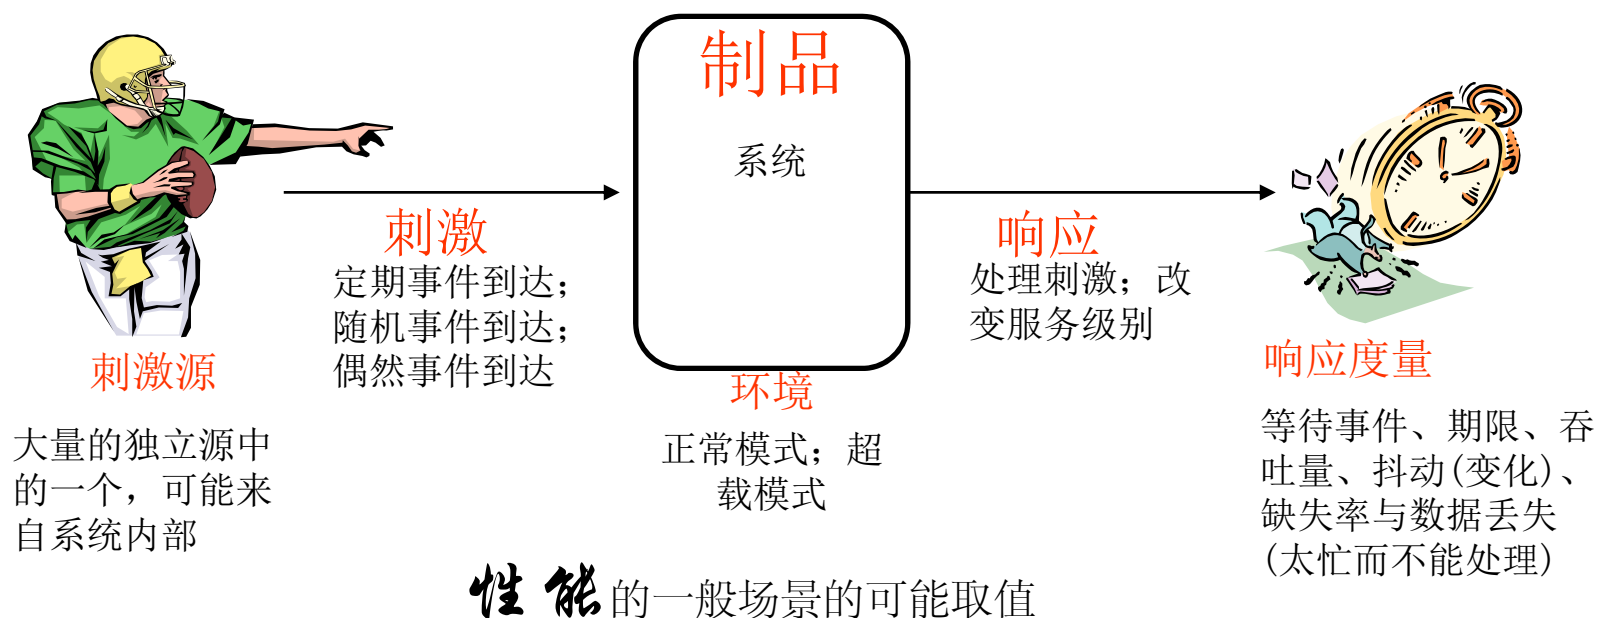 制品
系统
刺激
定期事件到达；
随机事件到达；
偶然事件到达
响应
处理刺激；改
变服务级别
刺激源
大量的独立源中
的一个，可能来
自系统内部
环境
正常模式；超
载模式
响应度量
等待事件、期限、吞
吐量、抖动(变化)、
缺失率与数据丢失
(太忙而不能处理)
性能的一般场景的可能取值